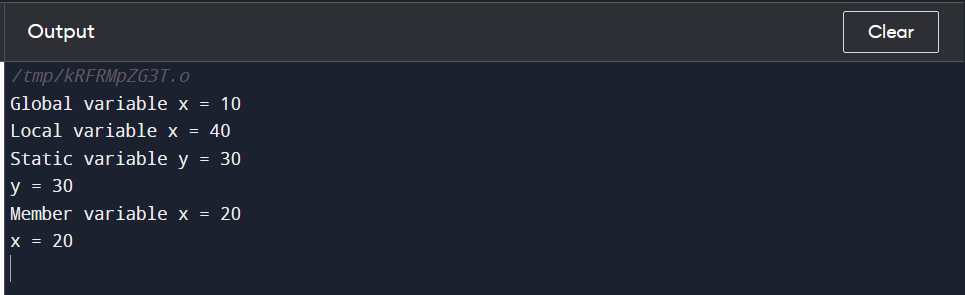 Output
Clear
/tmp/kRFRMpZG3T.o
Global variable x = 10
Local variable x = 40
Static variable y = 30
y = 30
Member variable x = 20
x = 20